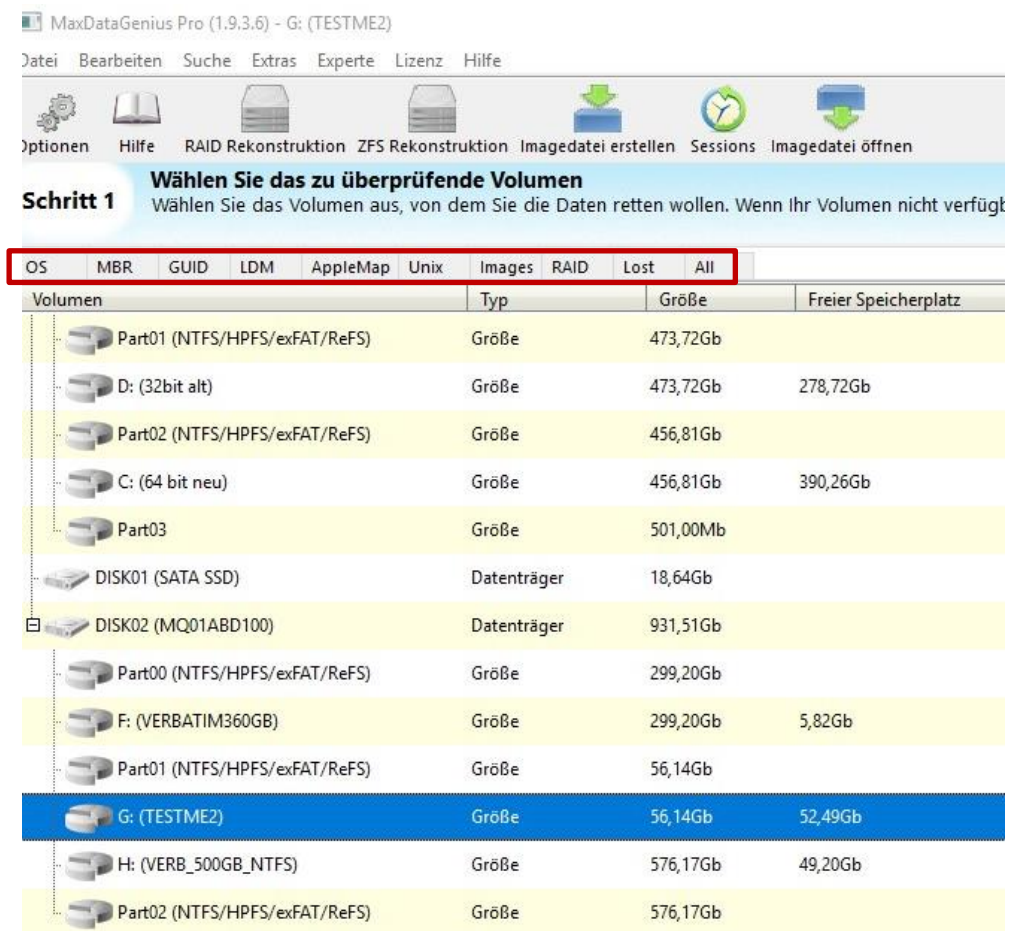 MaxDataGenius Pro (1.9.3.6) - G: (TESTME2)
Datei Bearbeiten Suche Extras Experte Lizenz Hilfe
Optionen Hilfe RAID Rekonstruktion ZFS Rekonstruktion Imagedatei erstellen Sessions Imagedatei öffnen
Schritt 1
Wählen Sie das zu überprüfende Volumen
Wählen Sie das Volumen aus, von dem Sie die Daten retten wollen. Wenn Ihr Volumen nicht verfügb
OS MBR GUID LDM AppleMap Unix Images RAID Lost All
Volumen Typ Größe Freier Speicherplatz
Part01 (NTFS/HPFS/exFAT/ReFS) Größe 473,72Gb
D: (32bit alt) Größe 473,72Gb 278,72Gb
Part02 (NTFS/HPFS/exFAT/ReFS) Größe 456,81Gb
C: (64 bit neu) Größe 456,81Gb 390,26Gb
Part03 Größe 501,00Mb
DISK01 (SATA SSD) Datenträger 18,64Gb
DISK02 (MQ01ABD100) Datenträger 931,51Gb
Part00 (NTFS/HPFS/exFAT/ReFS) Größe 299,20Gb
F: (VERBATIM360GB) Größe 299,20Gb 5,82Gb
Part01 (NTFS/HPFS/exFAT/ReFS) Größe 56,14Gb
G: (TESTME2) Größe 56,14Gb 52,49Gb
H: (VERB_500GB_NTFS) Größe 576,17Gb 49,20Gb
Part02 (NTFS/HPFS/exFAT/ReFS) Größe 576,17Gb